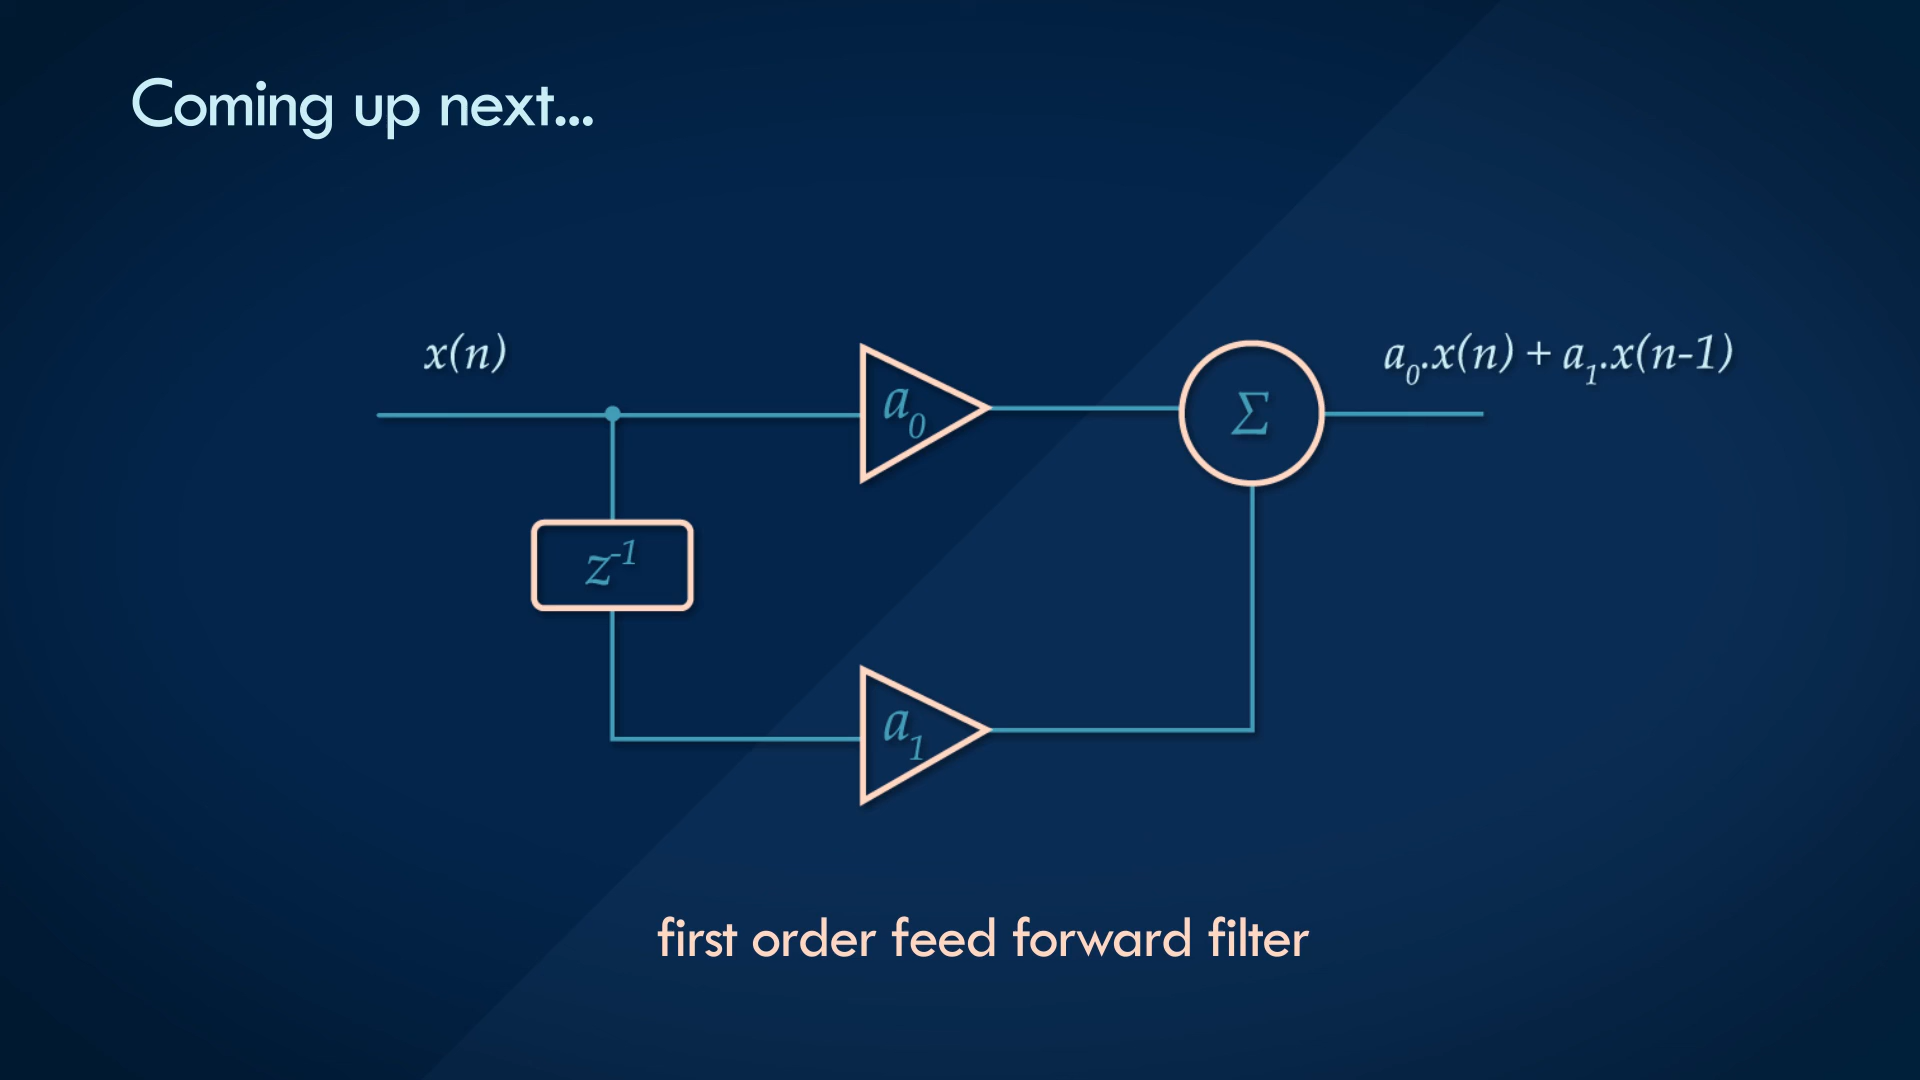 Coming up next...
x(n)
a₀.x(n) + a₁.x(n-1)
a₀
Σ
z⁻¹
a₁
first order feed forward filter